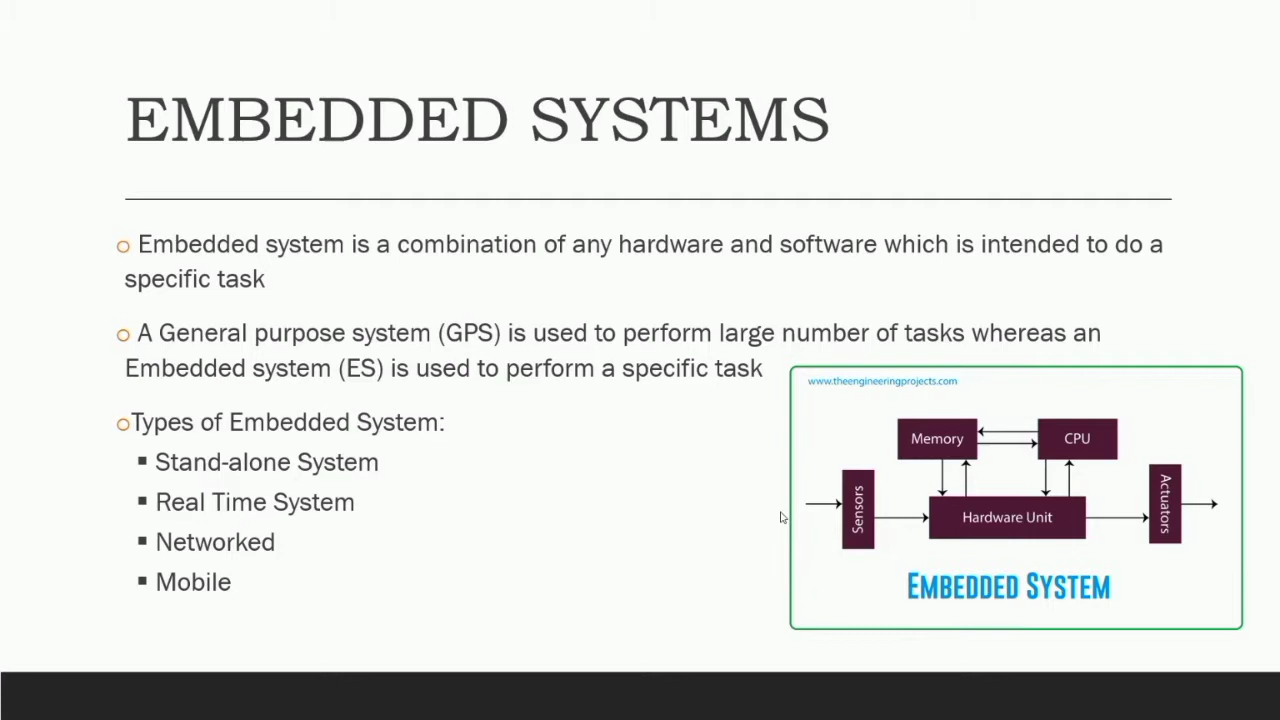 EMBEDDED SYSTEMS
o Embedded system is a combination of any hardware and software which is intended to do a
specific task
o A General purpose system (GPS) is used to perform large number of tasks whereas an
Embedded system (ES) is used to perform a specific task
oTypes of Embedded System:
▪ Stand-alone System
▪ Real Time System
▪ Networked
▪ Mobile
www.theengineeringprojects.com
Memory
CPU
Sensors
Hardware Unit
Actuators
EMBEDDED SYSTEM